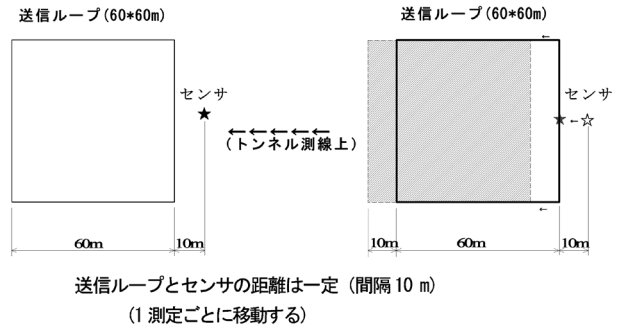 送信ループ(60*60m)
送信ループ(60*60m)
センサ
センサ
★
←←←←←
★←☆
(トンネル測線上)
60m
10m
10m
60m
10m
送信ループとセンサの距離は一定 (間隔10 m)
(1 測定ごとに移動する)